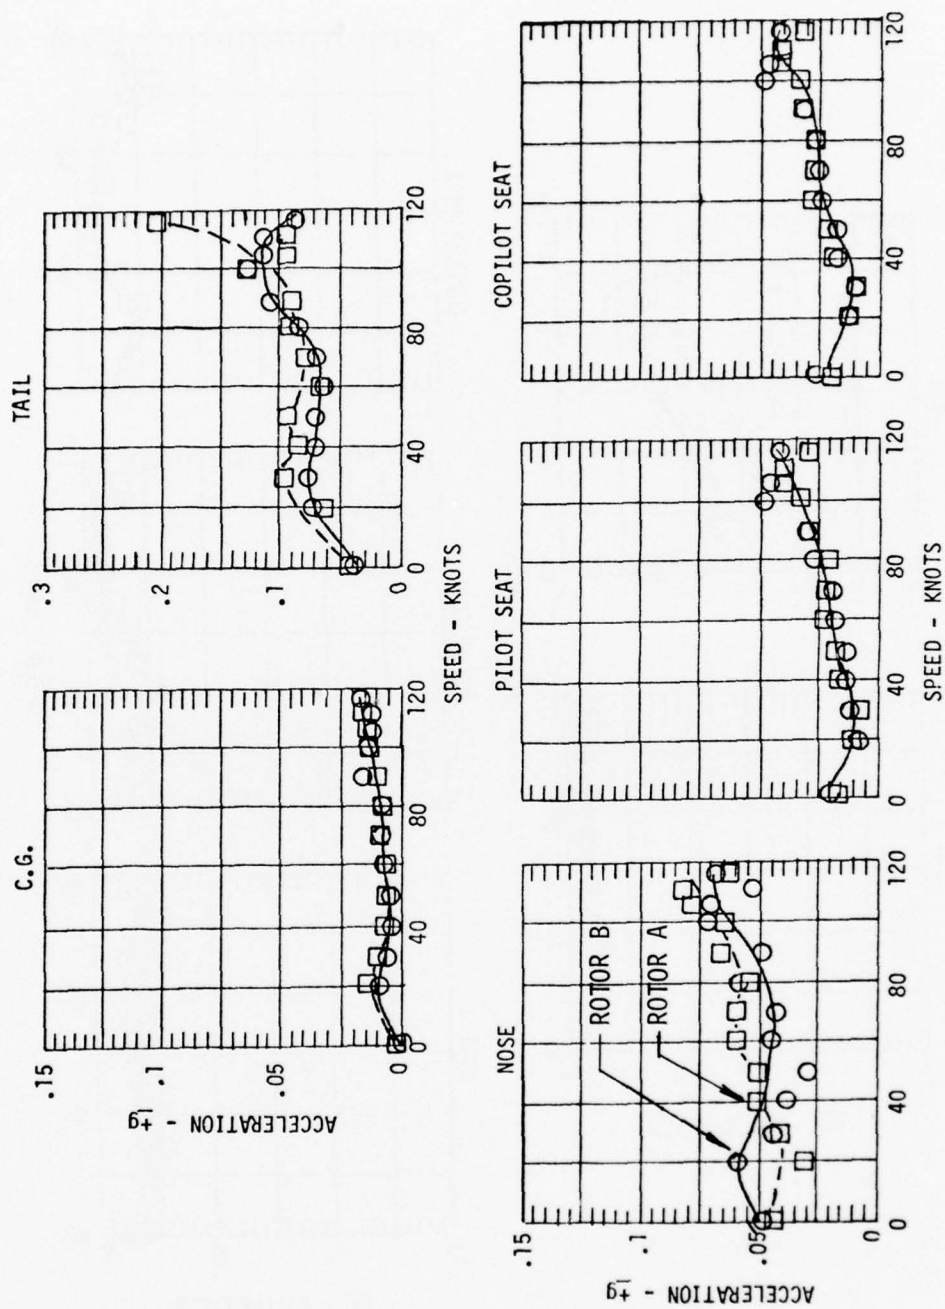 C.G.
TAIL
ACCELERATION - ±g
.15
.1
.05
0
0
40
80
120
.3
.2
.1
0
0
40
80
120
SPEED - KNOTS
NOSE
PILOT SEAT
COPILOT SEAT
ROTOR B
ROTOR A
ACCELERATION - ±g
.15
.1
.05
0
0
40
80
120
0
40
80
120
0
40
80
120
SPEED - KNOTS